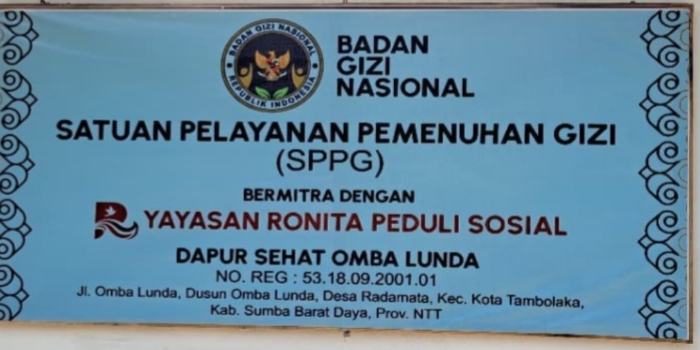 BADAN GIZI NASIONAL
REPUBLIK INDONESIA
BADAN
GIZI
NASIONAL
SATUAN PELAYANAN PEMENUHAN GIZI
(SPPG)
BERMITRA DENGAN
YAYASAN RONITA PEDULI SOSIAL
DAPUR SEHAT OMBA LUNDA
NO. REG : 53.18.09.2001.01
Jl. Omba Lunda, Dusun Omba Lunda, Desa Radamata, Kec. Kota Tambolaka,
Kab. Sumba Barat Daya, Prov. NTT